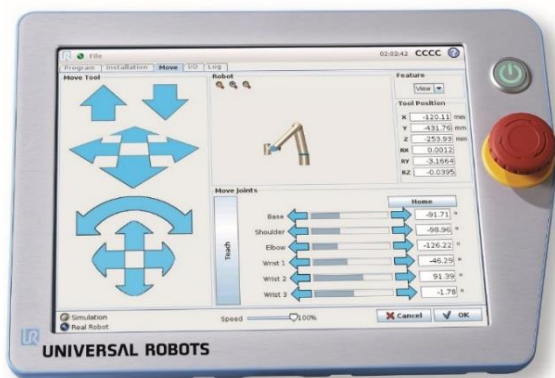 File 02:02:42 CCCC ?
Program Installation Move I/O Log
Move Tool Robot Feature
View
Tool Position
X -120.11 mm
Y -431.76 mm
Z -253.93 mm
RX 0.0012
RY -3.1664
RZ -0.0395
Move Joints
Home
Teach
Base -91.71 °
Shoulder -98.96 °
Elbow -126.22 °
Wrist 1 -46.29 °
Wrist 2 91.39 °
Wrist 3 -1.78 °
Simulation
Real Robot
Speed 100%
Cancel OK
UR
UNIVERSAL ROBOTS